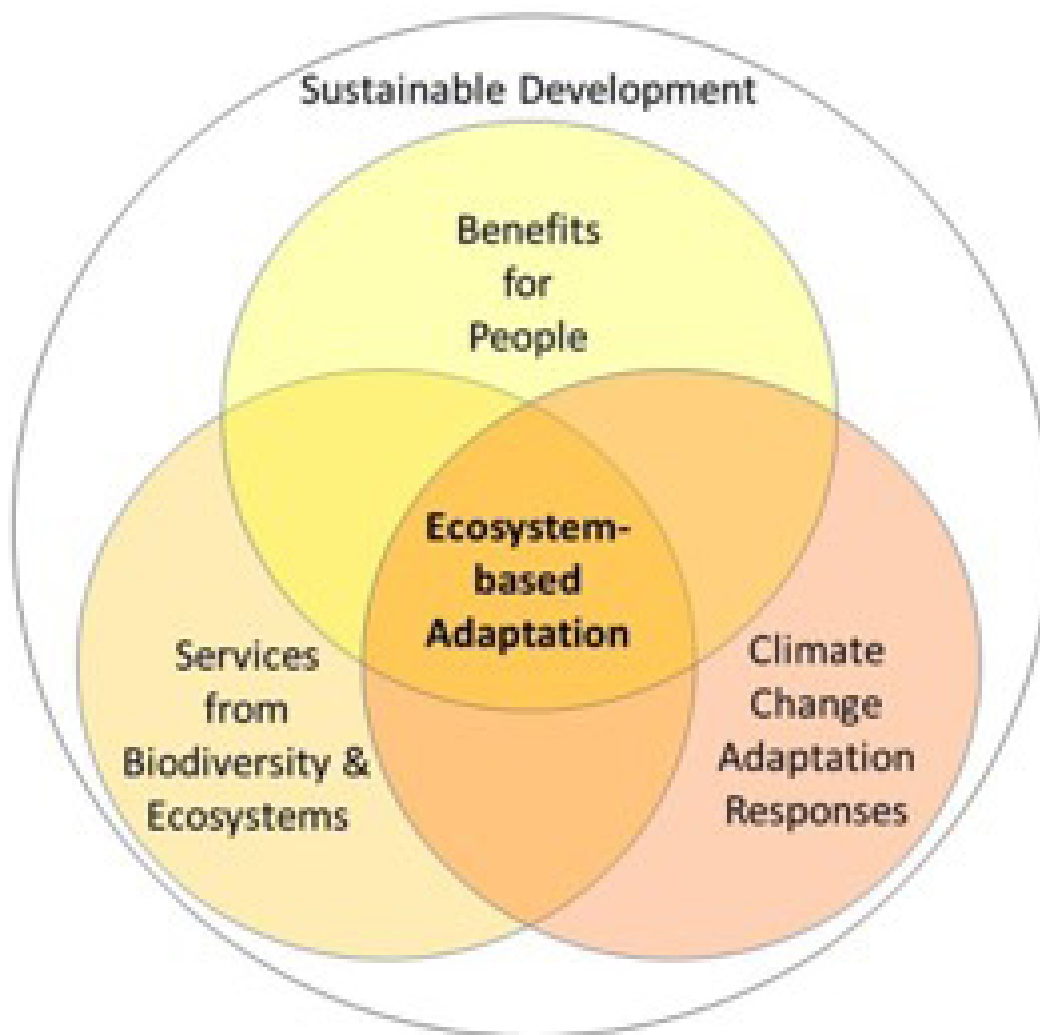 Sustainable Development
Benefits
for
People
Ecosystem-
based
Adaptation
Services
from
Biodiversity &
Ecosystems
Climate
Change
Adaptation
Responses